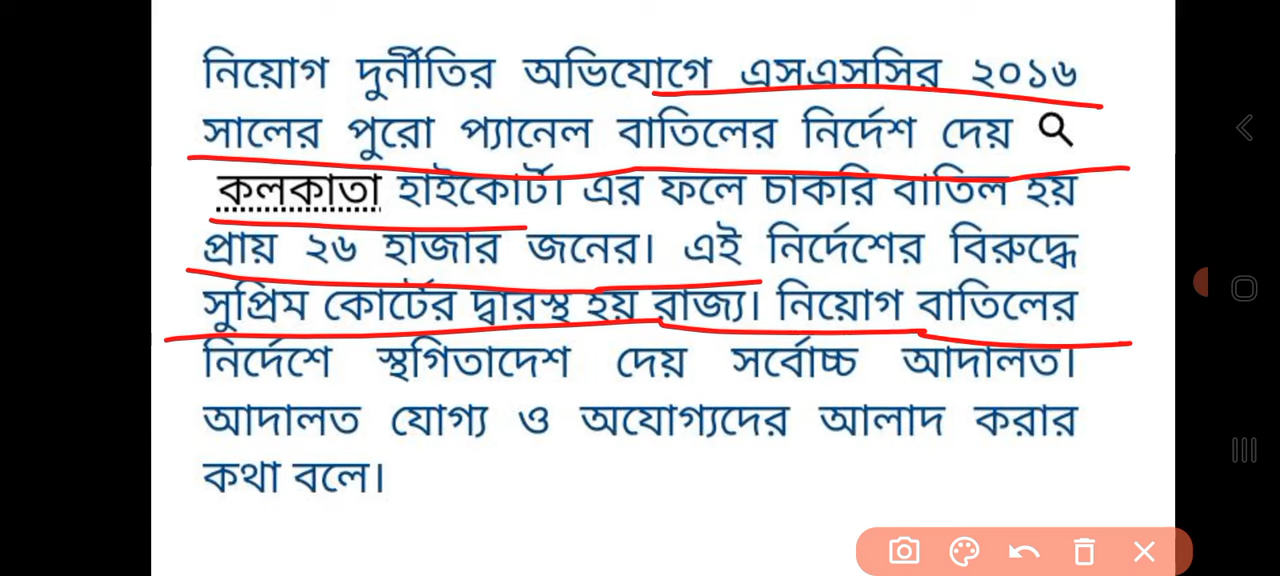 নিয়োগ দুর্নীতির অভিযোগে এসএসসির ২০১৬
সালের পুরো প্যানেল বাতিলের নির্দেশ দেয়
কলকাতা হাইকোর্ট। এর ফলে চাকরি বাতিল হয়
প্রায় ২৬ হাজার জনের। এই নির্দেশের বিরুদ্ধে
সুপ্রিম কোর্টের দ্বারস্থ হয় রাজ্য। নিয়োগ বাতিলের
নির্দেশে স্থগিতাদেশ দেয় সর্বোচ্চ আদালত।
আদালত যোগ্য ও অযোগ্যদের আলাদ করার
কথা বলে।